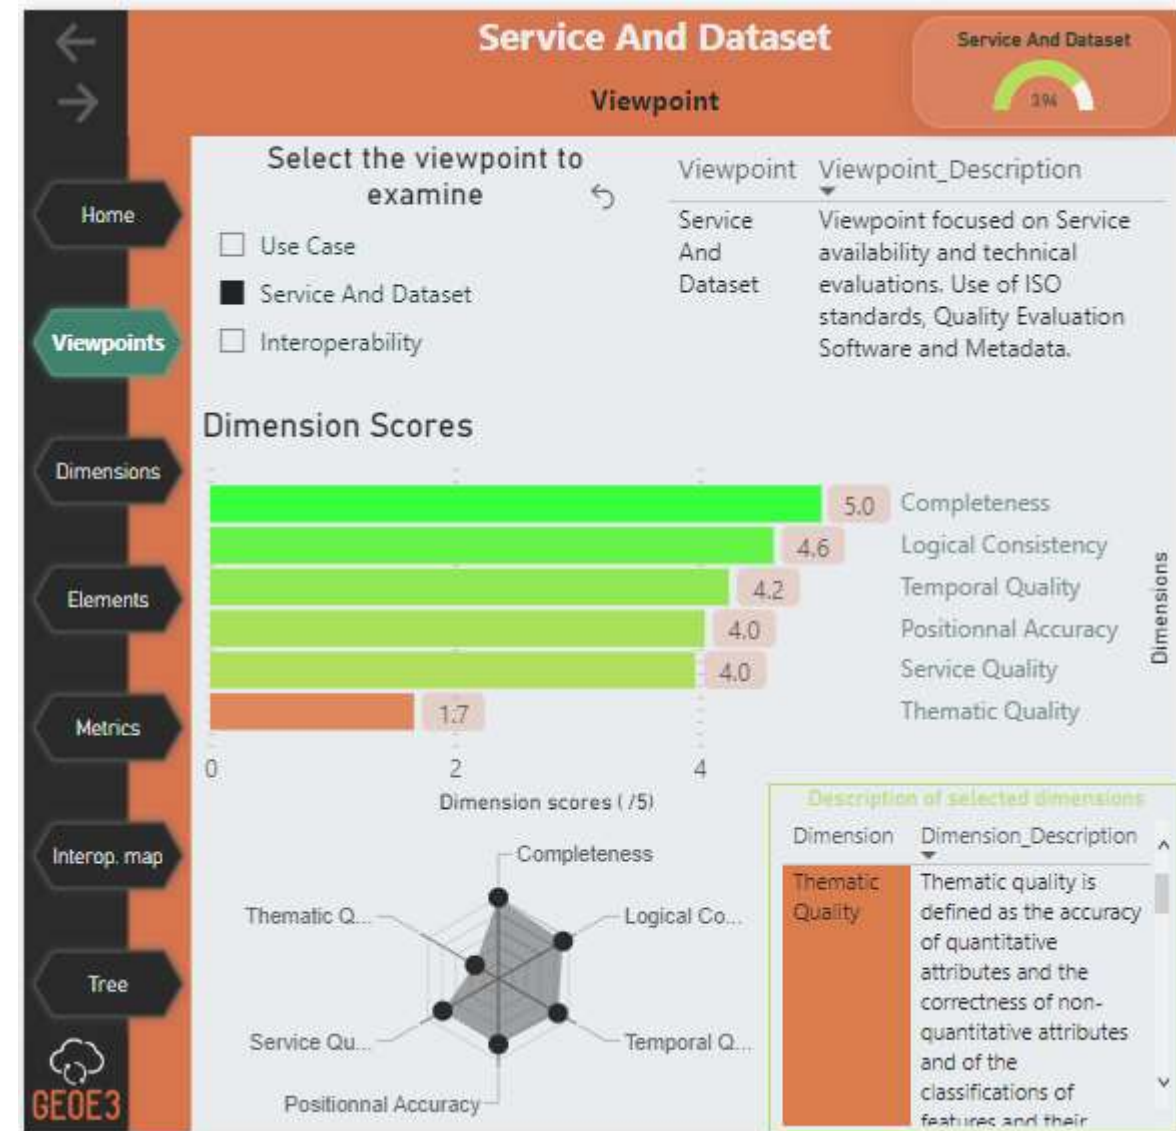 Service And Dataset
Viewpoint
Service And Dataset
3.94
Home
Viewpoints
Dimensions
Elements
Metrics
Interop. map
Tree
GEOE3
Select the viewpoint to
examine
Use Case
Service And Dataset
Interoperability
Viewpoint Viewpoint_Description
Service
And
Dataset
Viewpoint focused on Service
availability and technical
evaluations. Use of ISO
standards, Quality Evaluation
Software and Metadata.
Dimension Scores
5.0 Completeness
4.6 Logical Consistency
4.2 Temporal Quality
4.0 Positionnal Accuracy
4.0 Service Quality
1.7 Thematic Quality
Dimensions
0 2 4
Dimension scores (/5)
Completeness
Thematic Q...
Logical Co...
Service Qu...
Temporal Q...
Positionnal Accuracy
Description of selected dimensions
Dimension Dimension_Description
Thematic
Quality
Thematic quality is
defined as the accuracy
of quantitative
attributes and the
correctness of non-
quantitative attributes
and of the
classifications of
features and their